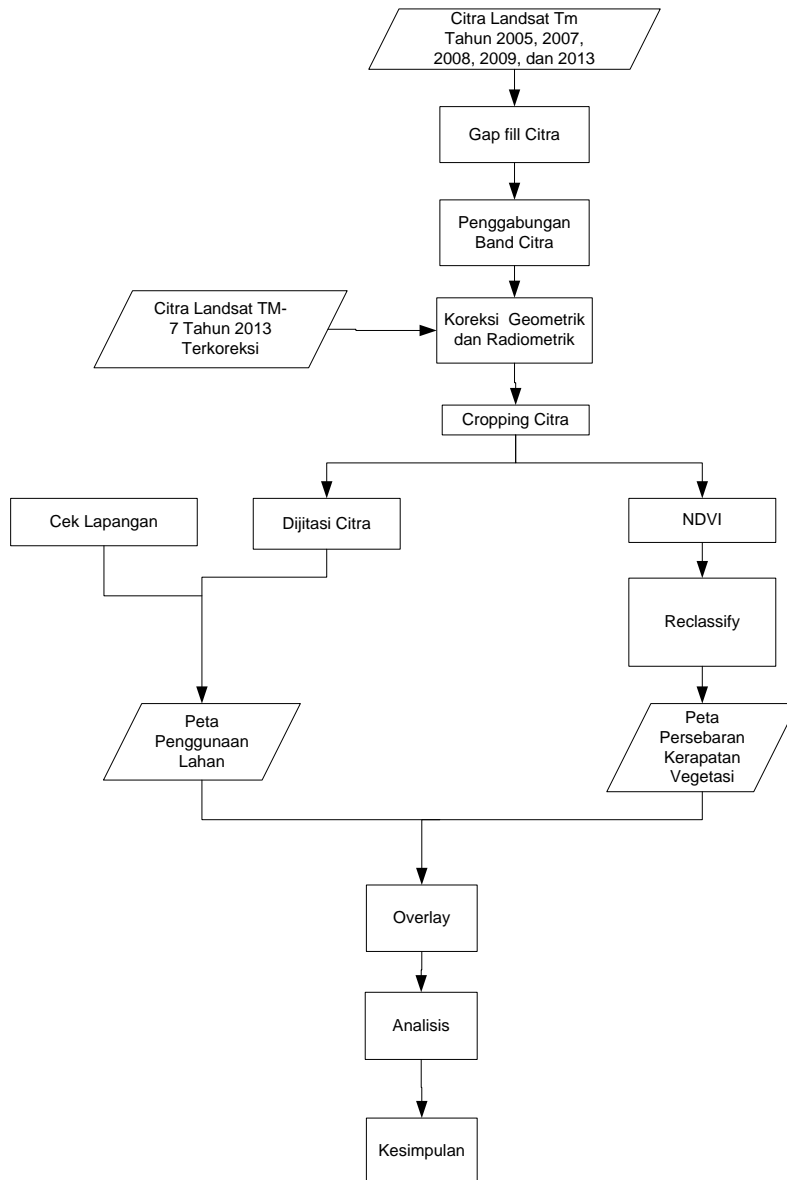 Citra Landsat Tm
Tahun 2005, 2007,
2008, 2009, dan 2013
Gap fill Citra
Penggabungan
Band Citra
Citra Landsat TM-
7 Tahun 2013
Terkoreksi
Koreksi Geometrik
dan Radiometrik
Cropping Citra
Cek Lapangan
Dijitasi Citra
NDVI
Reclassify
Peta
Penggunaan
Lahan
Peta
Persebaran
Kerapatan
Vegetasi
Overlay
Analisis
Kesimpulan